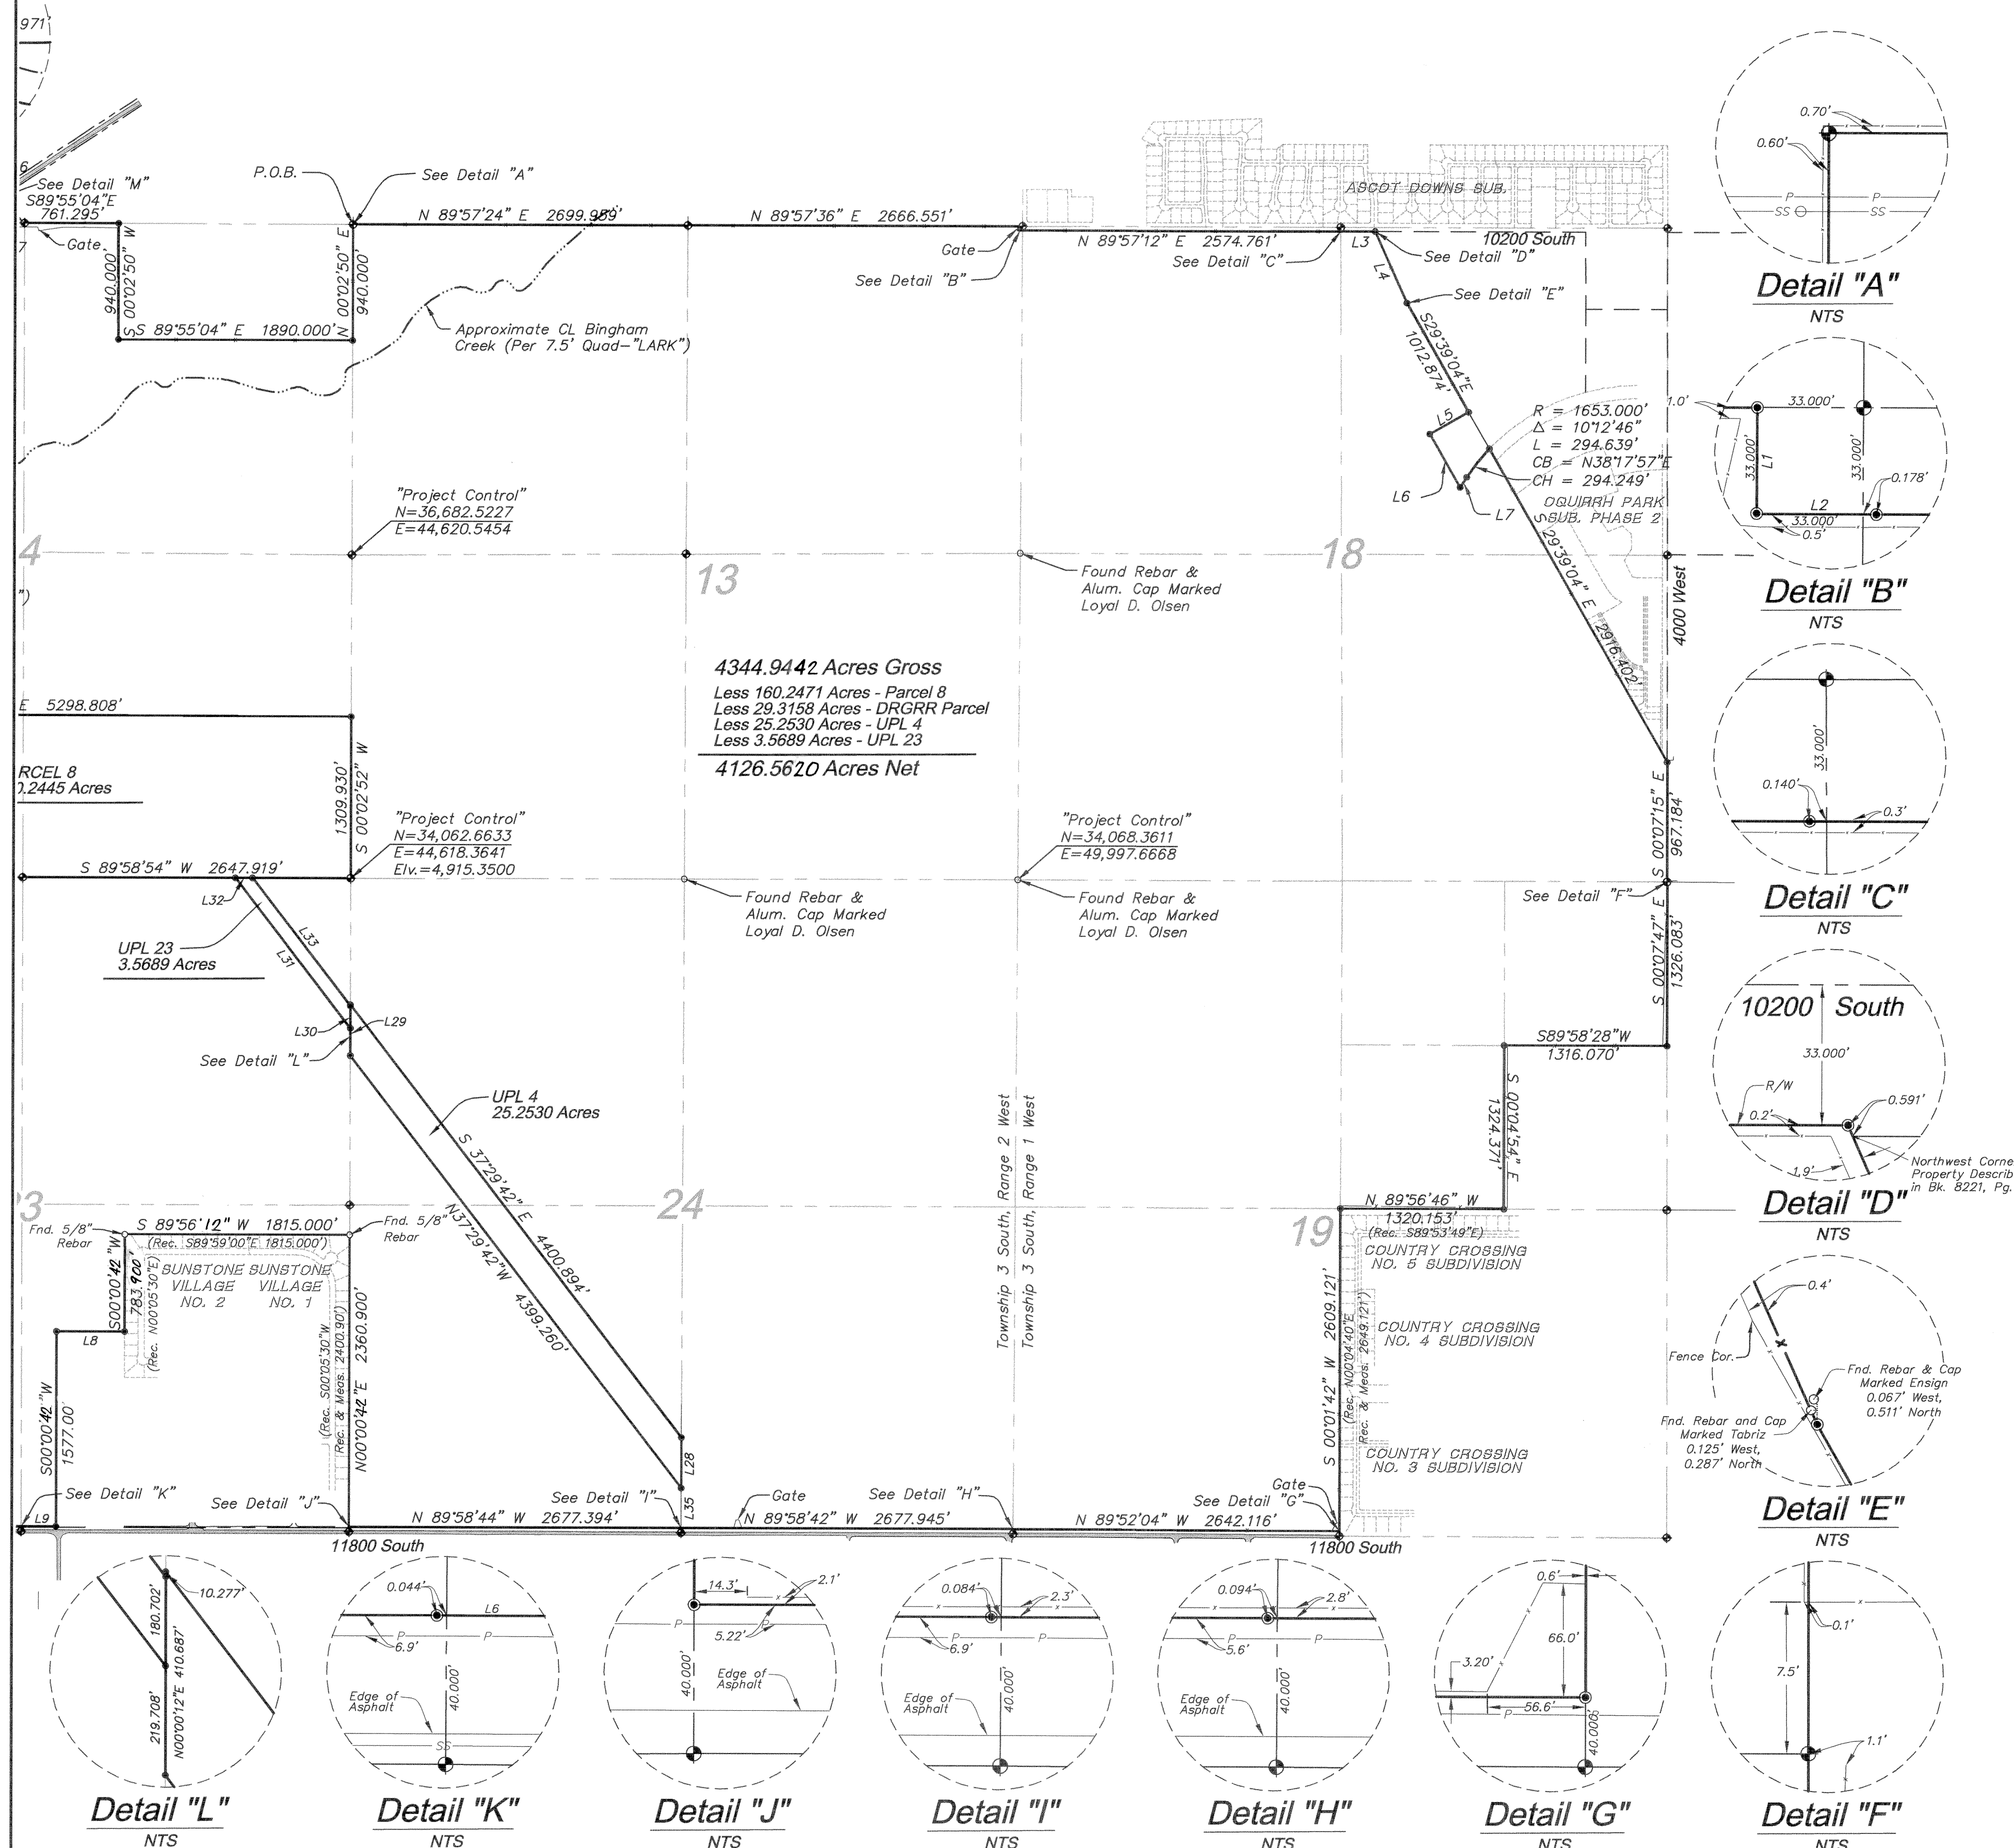 971'
6
See Detail "M"
S89°55'04"E
761.295'
Gate
7
940.000'
S 00°02'50" W
S 89°55'04" E 1890.000'
N 00°02'50" E
940.000'
P.O.B.
See Detail "A"
N 89°57'24" E 2699.959'
N 89°57'36" E 2666.551'
Approximate CL Bingham
Creek (Per 7.5' Quad-"LARK")
Gate
See Detail "B"
N 89°57'12" E 2574.761'
See Detail "C"
L3
L4
ASCOT DOWNS SUB.
10200 South
See Detail "D"
See Detail "E"
S29°39'04"E
1012.874'
L5
L6
L7
R = 1653.000'
Δ = 10°12'46"
L = 294.639'
CB = N38°17'57"E
CH = 294.249'
OQUIRRH PARK
SUB. PHASE 2
S 29°39'04" E 2916.402'
4000 West
"Project Control"
N=36,682.5227
E=44,620.5454
4
13
18
")
Found Rebar &
Alum. Cap Marked
Loyal D. Olsen
4344.9442 Acres Gross
Less 160.2471 Acres - Parcel 8
Less 29.3158 Acres - DRGRR Parcel
Less 25.2530 Acres - UPL 4
Less 3.5689 Acres - UPL 23
4126.5620 Acres Net
E 5298.808'
RCEL 8
0.2445 Acres
1309.930'
S 00°02'52" W
"Project Control"
N=34,062.6633
E=44,618.3641
Elv.=4,915.3500
"Project Control"
N=34,068.3611
E=49,997.6668
S 89°58'54" W 2647.919'
L32
L33
L31
UPL 23
3.5689 Acres
Found Rebar &
Alum. Cap Marked
Loyal D. Olsen
Found Rebar &
Alum. Cap Marked
Loyal D. Olsen
S 00°07'15" E
967.184'
See Detail "F"
S 00°07'47" E
1326.083'
S89°58'28"W
1316.070'
S 00°04'54" E
1324.371'
L30
L29
See Detail "L"
UPL 4
25.2530 Acres
S 37°29'42" E 4400.894'
N37°29'42"W 4399.260'
Township 3 South, Range 2 West
Township 3 South, Range 1 West
3
24
19
N 89°56'46" W
1320.153'
(Rec. S89°53'49"E)
COUNTRY CROSSING
NO. 5 SUBDIVISION
COUNTRY CROSSING
NO. 4 SUBDIVISION
COUNTRY CROSSING
NO. 3 SUBDIVISION
S 00°01'42" W 2609.121'
(Rec. N00°04'40"E
Rec. & Meas. 2649.121')
Fnd. 5/8"
Rebar
S 89°56'12" W 1815.000'
(Rec. S89°59'00"E 1815.000')
Fnd. 5/8"
Rebar
SUNSTONE
VILLAGE
NO. 2
SUNSTONE
VILLAGE
NO. 1
S00°00'42"W
783.900'
(Rec. N00°05'30"E)
L8
S00°00'42"W
1577.00'
(Rec. S00°05'30"W
Rec. & Meas. 2400.90')
N00°00'42"E 2360.900'
See Detail "K"
L9
See Detail "J"
N 89°58'44" W 2677.394'
See Detail "I"
L28
L35
Gate
N 89°58'42" W 2677.945'
See Detail "H"
N 89°52'04" W 2642.116'
Gate
See Detail "G"
11800 South
11800 South
0.70'
0.60'
P P
SS SS
Detail "A"
NTS
1.0'
33.000'
33.000'
L1
33.000'
0.178'
L2
33.000'
0.5'
Detail "B"
NTS
33.000'
0.140'
0.3'
Detail "C"
NTS
10200 South
33.000'
R/W
0.2'
0.591'
1.9'
Northwest Corne
Property Describ
in Bk. 8221, Pg.
Detail "D"
NTS
0.4'
Fence Cor.
Fnd. Rebar & Cap
Marked Ensign
0.067' West,
0.511' North
Fnd. Rebar and Cap
Marked Tabriz
0.125' West,
0.287' North
Detail "E"
NTS
10.277'
180.702'
219.708'
N00°00'12"E 410.687'
Detail "L"
NTS
0.044'
L6
P P
6.9'
40.000'
Edge of
Asphalt
SS
Detail "K"
NTS
14.3'
2.1'
P P
5.22'
40.000'
Edge of
Asphalt
Detail "J"
NTS
0.084'
2.3'
P P
6.9'
40.000'
Edge of
Asphalt
Detail "I"
NTS
0.094'
2.8'
P P
5.6'
40.000'
Edge of
Asphalt
Detail "H"
NTS
0.6'
66.0'
3.20'
56.6'
P
40.006'
Detail "G"
NTS
0.1'
7.5'
1.1'
Detail "F"
NTS